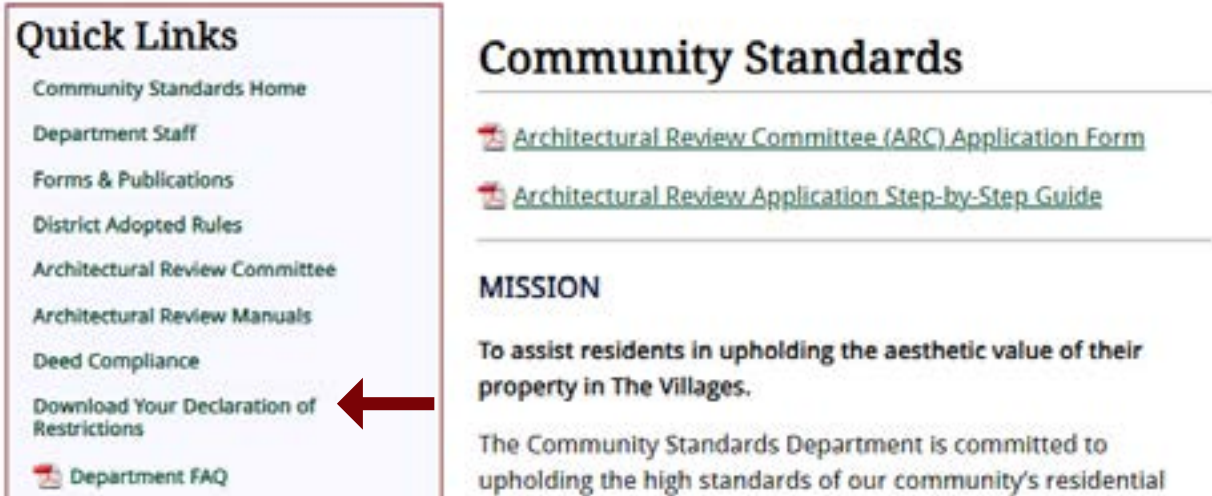 Quick Links
Community Standards Home
Department Staff
Forms & Publications
District Adopted Rules
Architectural Review Committee
Architectural Review Manuals
Deed Compliance
Download Your Declaration of
Restrictions
Department FAQ
Community Standards
Architectural Review Committee (ARC) Application Form
Architectural Review Application Step-by-Step Guide
MISSION
To assist residents in upholding the aesthetic value of their
property in The Villages.
The Community Standards Department is committed to
upholding the high standards of our community's residential